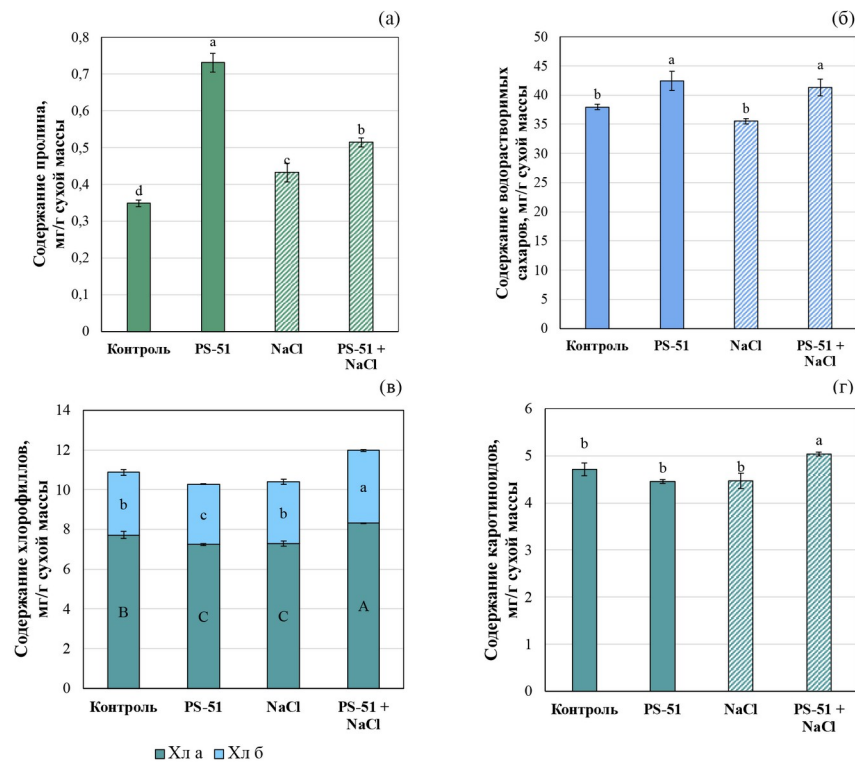 (а)
Содержание пролина,
мг/г сухой массы
0,8
0,7
0,6
0,5
0,4
0,3
0,2
0,1
0
d
a
c
b
Контроль
PS-51
NaCl
PS-51 +
NaCl
(б)
Содержание водорастворимых
сахаров, мг/г сухой массы
50
45
40
35
30
25
20
15
10
5
0
b
a
b
a
Контроль
PS-51
NaCl
PS-51 +
NaCl
(в)
Содержание хлорофиллов,
мг/г сухой массы
14
12
10
8
6
4
2
0
b
c
b
a
B
C
C
A
Контроль
PS-51
NaCl
PS-51 +
NaCl
Хл а
Хл б
(г)
Содержание каротиноидов,
мг/г сухой массы
6
5
4
3
2
1
0
b
b
b
a
Контроль
PS-51
NaCl
PS-51 +
NaCl